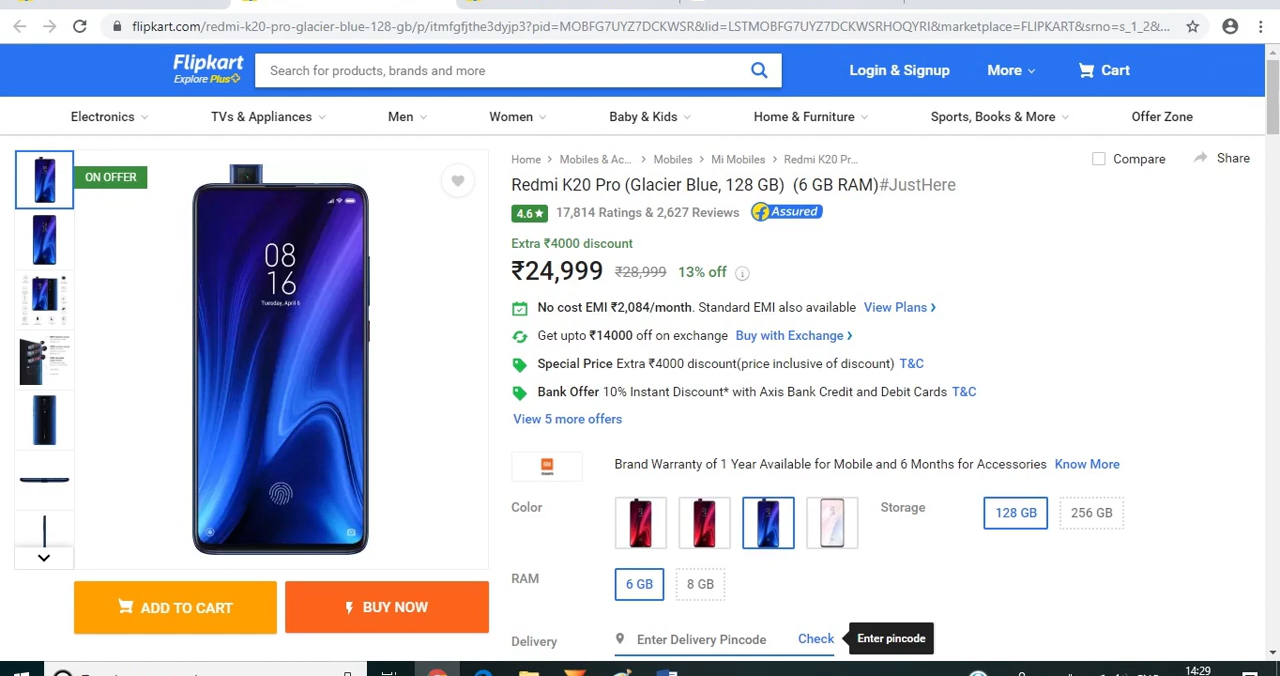 flipkart.com/redmi-k20-pro-glacier-blue-128-gb/p/itmfgfjthe3dyjp3?pid=MOBFG7UYZ7DCKWSR&lid=LSTMOBFG7UYZ7DCKWSRHOQYRI&marketplace=FLIPKART&srno=s_1_2&...
Flipkart
Explore Plus
Search for products, brands and more
Login & Signup
More
Cart
Electronics
TVs & Appliances
Men
Women
Baby & Kids
Home & Furniture
Sports, Books & More
Offer Zone
ON OFFER
08
16
Tuesday, April 6
Home > Mobiles & Ac... > Mobiles > Mi Mobiles > Redmi K20 Pr...
Compare
Share
Redmi K20 Pro (Glacier Blue, 128 GB) (6 GB RAM)#JustHere
4.6★ 17,814 Ratings & 2,627 Reviews Assured
Extra ₹4000 discount
₹24,999 ₹28,999 13% off
No cost EMI ₹2,084/month. Standard EMI also available View Plans >
Get upto ₹14000 off on exchange Buy with Exchange >
Special Price Extra ₹4000 discount(price inclusive of discount) T&C
Bank Offer 10% Instant Discount* with Axis Bank Credit and Debit Cards T&C
View 5 more offers
Brand Warranty of 1 Year Available for Mobile and 6 Months for Accessories Know More
Color
Storage
128 GB
256 GB
RAM
6 GB
8 GB
ADD TO CART
BUY NOW
Delivery
Enter Delivery Pincode
Check
Enter pincode
14:29